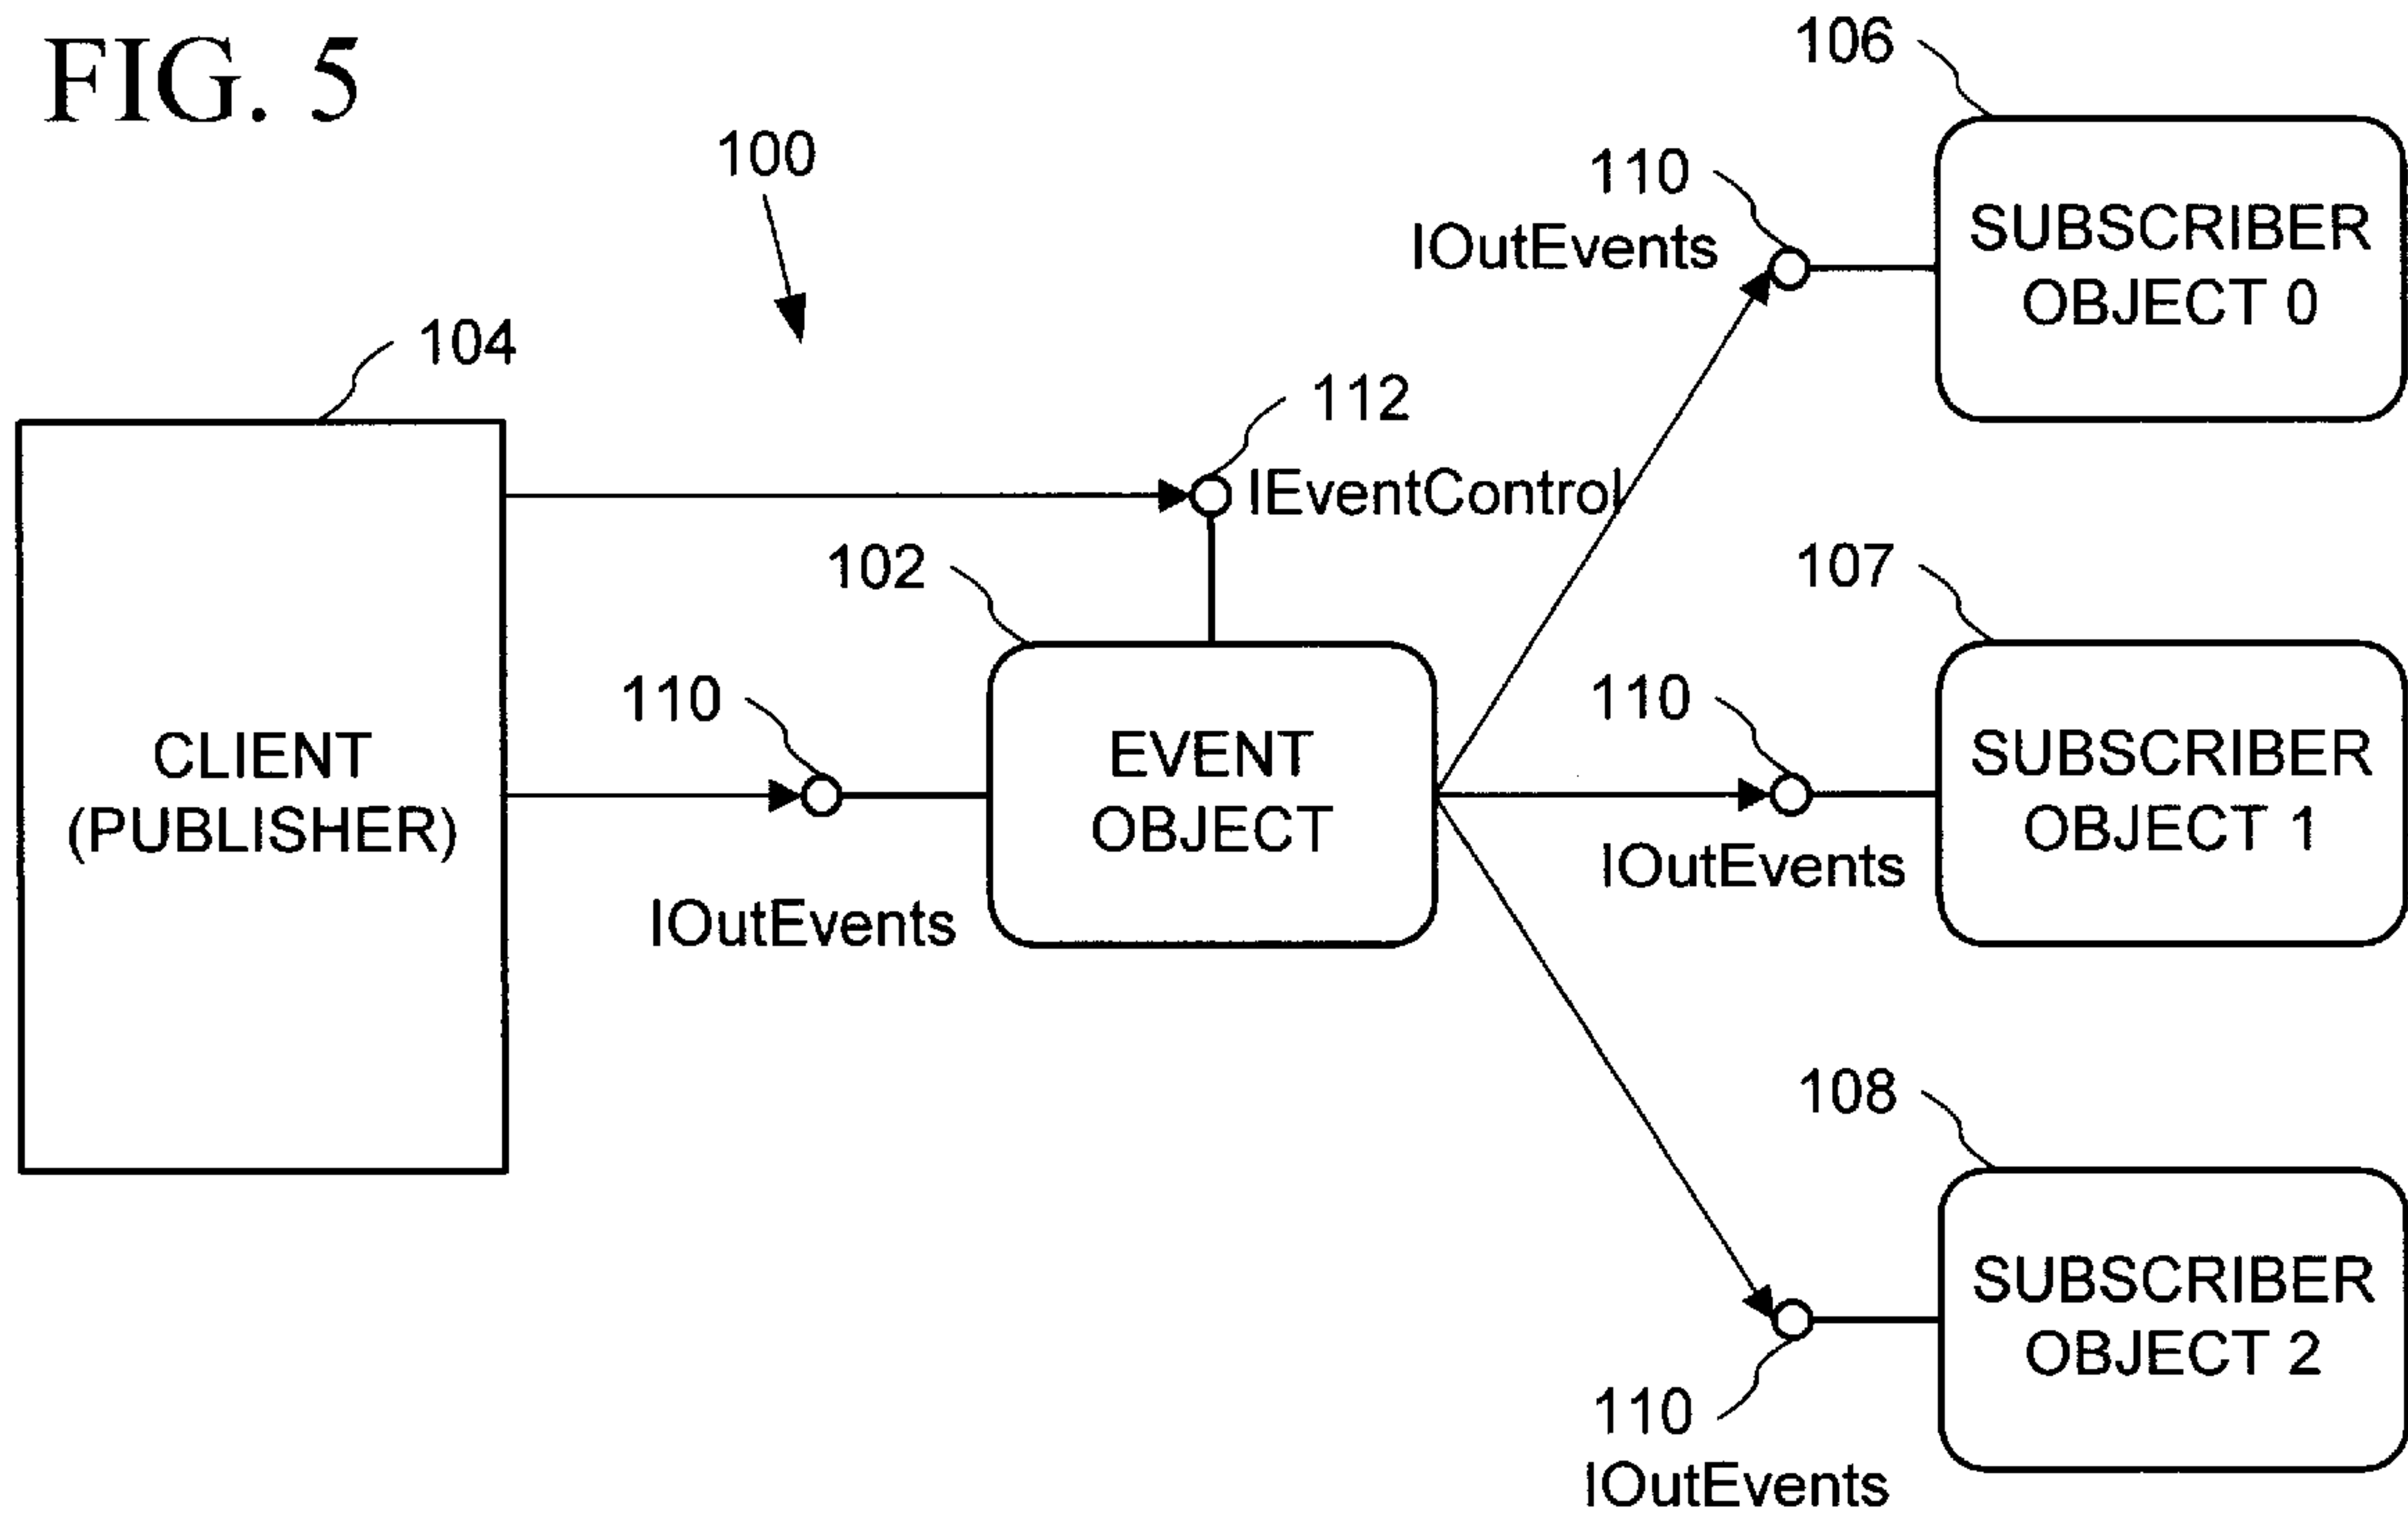 FIG. 5
100
104
CLIENT
(PUBLISHER)
112
IEventControl
102
110
IOutEvents
EVENT
OBJECT
106
110
IOutEvents
SUBSCRIBER
OBJECT 0
107
110
IOutEvents
SUBSCRIBER
OBJECT 1
108
110
IOutEvents
SUBSCRIBER
OBJECT 2